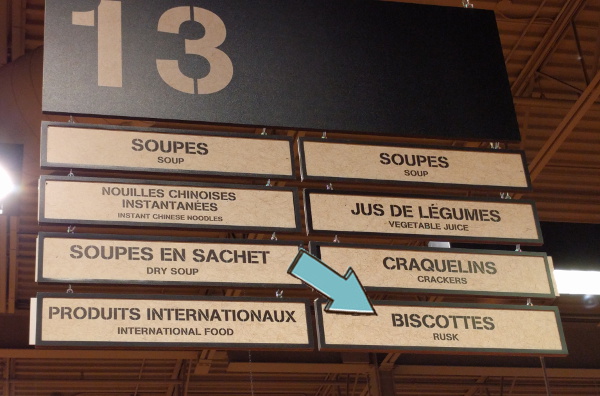 13
SOUPES
SOUP
NOUILLES CHINOISES
INSTANTANÉES
INSTANT CHINESE NOODLES
SOUPES EN SACHET
DRY SOUP
PRODUITS INTERNATIONAUX
INTERNATIONAL FOOD
SOUPES
SOUP
JUS DE LÉGUMES
VEGETABLE JUICE
CRAQUELINS
CRACKERS
BISCOTTES
RUSK